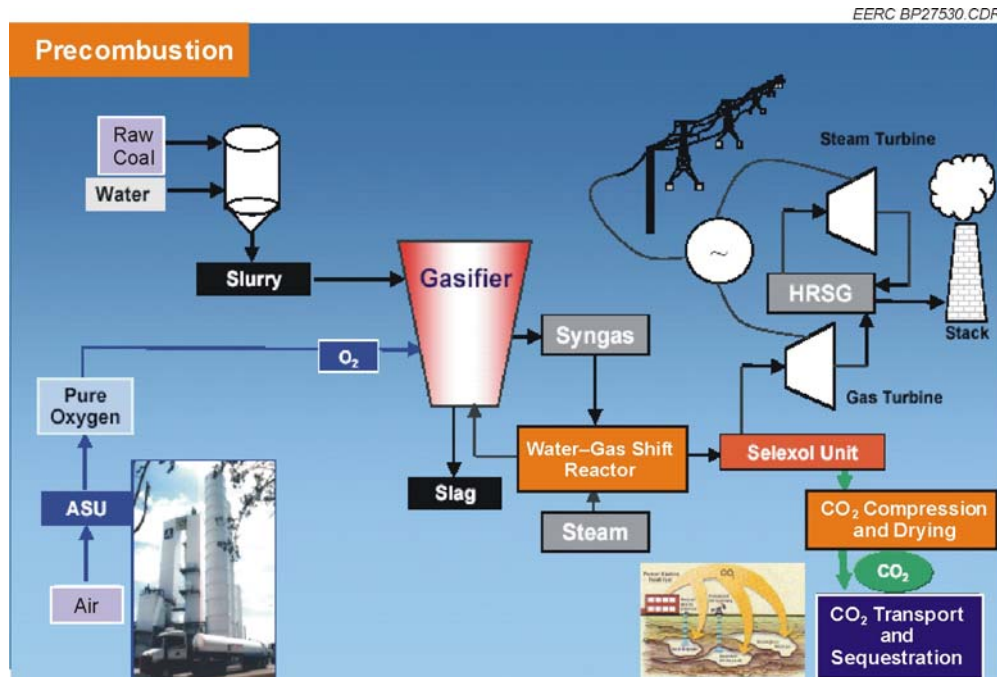 EERC BP27530.CDR
Precombustion
Raw
Coal
Water
Slurry
Gasifier
O₂
Pure
Oxygen
ASU
Air
Syngas
Slag
Water–Gas Shift
Reactor
Steam
Steam Turbine
~
HRSG
Stack
Gas Turbine
Selexol Unit
CO₂ Compression
and Drying
CO₂
CO₂ Transport
and
Sequestration
CO₂